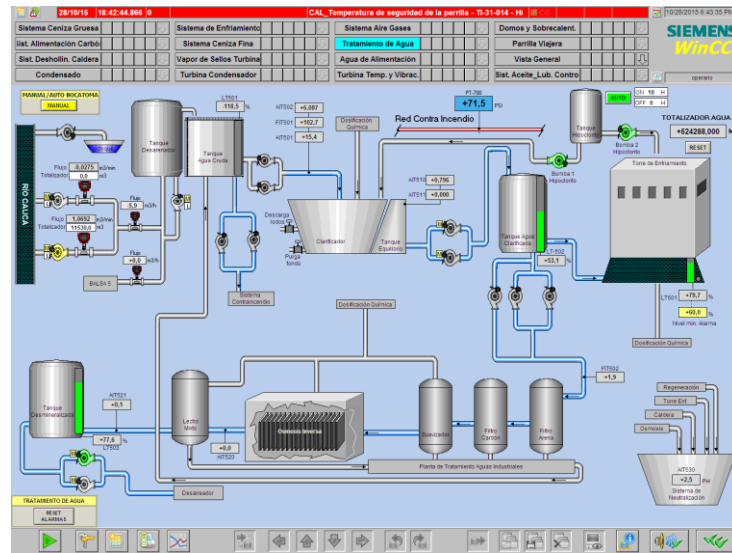 28/10/15 18:42:44.866 0 CAL_Temperatura de seguridad de la parrilla - TI-31-014 - Hi
10/28/2015 6:43:35 PM
Sistema Ceniza Gruesa
Sistema de Enfriamiento
Sistema Aire Gases
Domos y Sobrecalent.
Sist. Alimentación Carbó
Sistema Ceniza Fina
Tratamiento de Agua
Parrilla Viajera
Sist. Deshollin. Caldera
Vapor de Sellos Turbina
Agua de Alimentación
Vista General
Condensado
Turbina Condensador
Turbina Temp. y Vibrac.
Sist. Aceite_Lub. Contro
SIEMENS
WinCC
operario
MANUAL/AUTO BOCATOMA
MANUAL
RIO CAUCA
Flujo -0.0275 m3/min
Totalizador 0,0 m3
Flujo 1,0692 m3/min
Totalizador 11530,0 m3
Flujo
-5,9 m3/h
Flujo
+0,0 m3/h
BALSA 5
Tanque
Desarenador
LT501
-118,5 %
Tanque
Agua Cruda
AIT502 +6,087
FIT501 +102,7
AIT501 +15,4
Sistema
Contraincendio
Dosificación
Química
PT-788
+71,5 PSI
Red Contra Incendio
Descarga
lodos
Purga
fondo
Clarificador
Tanque
Equilibrio
AIT510 +0,796
AIT511 +0,000
Tanque
Hipoclorito
AUTO
ON 18 H
OFF 6 H
Bomba 1
Hipoclorito
Bomba 2
Hipoclorito
TOTALIZADOR AGUA
+524288,000
RESET
Torre de Enfriamiento
Tanque Agua
Clarificada
LT-502
+53,1 %
LT601 +79,7 %
+60,0 %
Nivel min. Alarma
Dosificación Química
Dosificación Química
FIT502
+1,9
Tanque
Desmineralizada
+77,6 %
LT503
AIT521
+0,1
Lecho
Mixto
+0,0
AIT520
Osmosis Inversa
Suavizador
Filtro
Carbón
Filtro
Arena
Planta de Tratamiento Aguas Industriales
Desaireador
Regeneración
Torre Enf
Caldera
Osmosis
AIT530
+2,5 PH
Sistema de
Neutralización
TRATAMIENTO DE AGUA
RESET
ALARMAS